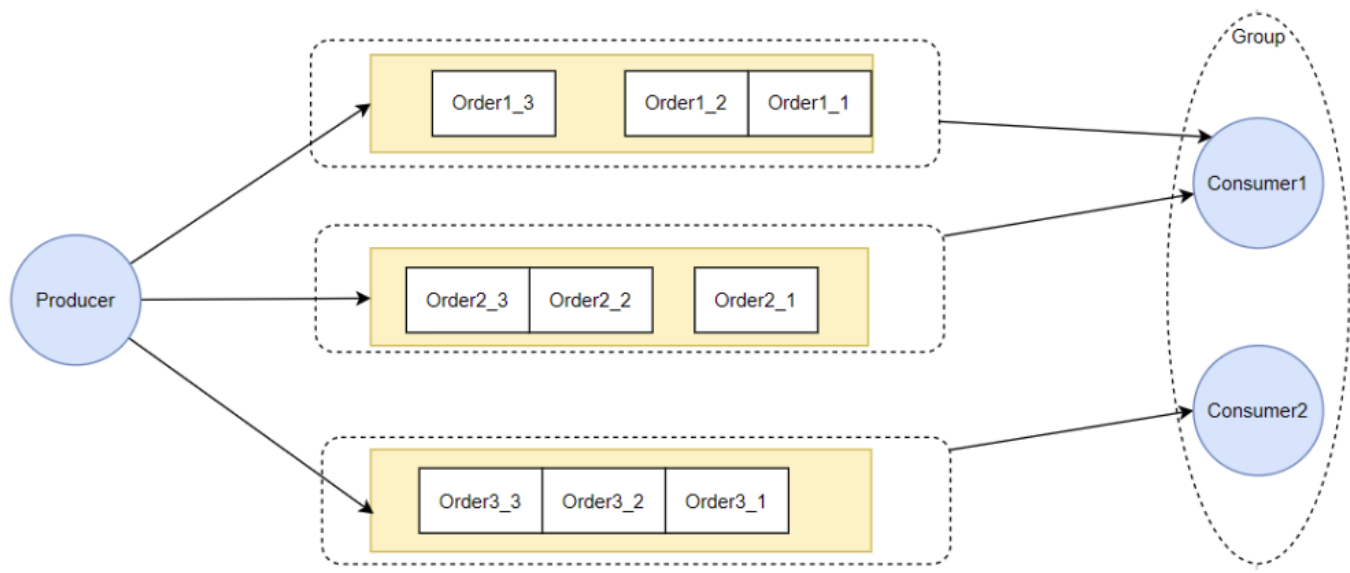 Group
Order1_3
Order1_2
Order1_1
Consumer1
Producer
Order2_3
Order2_2
Order2_1
Consumer2
Order3_3
Order3_2
Order3_1